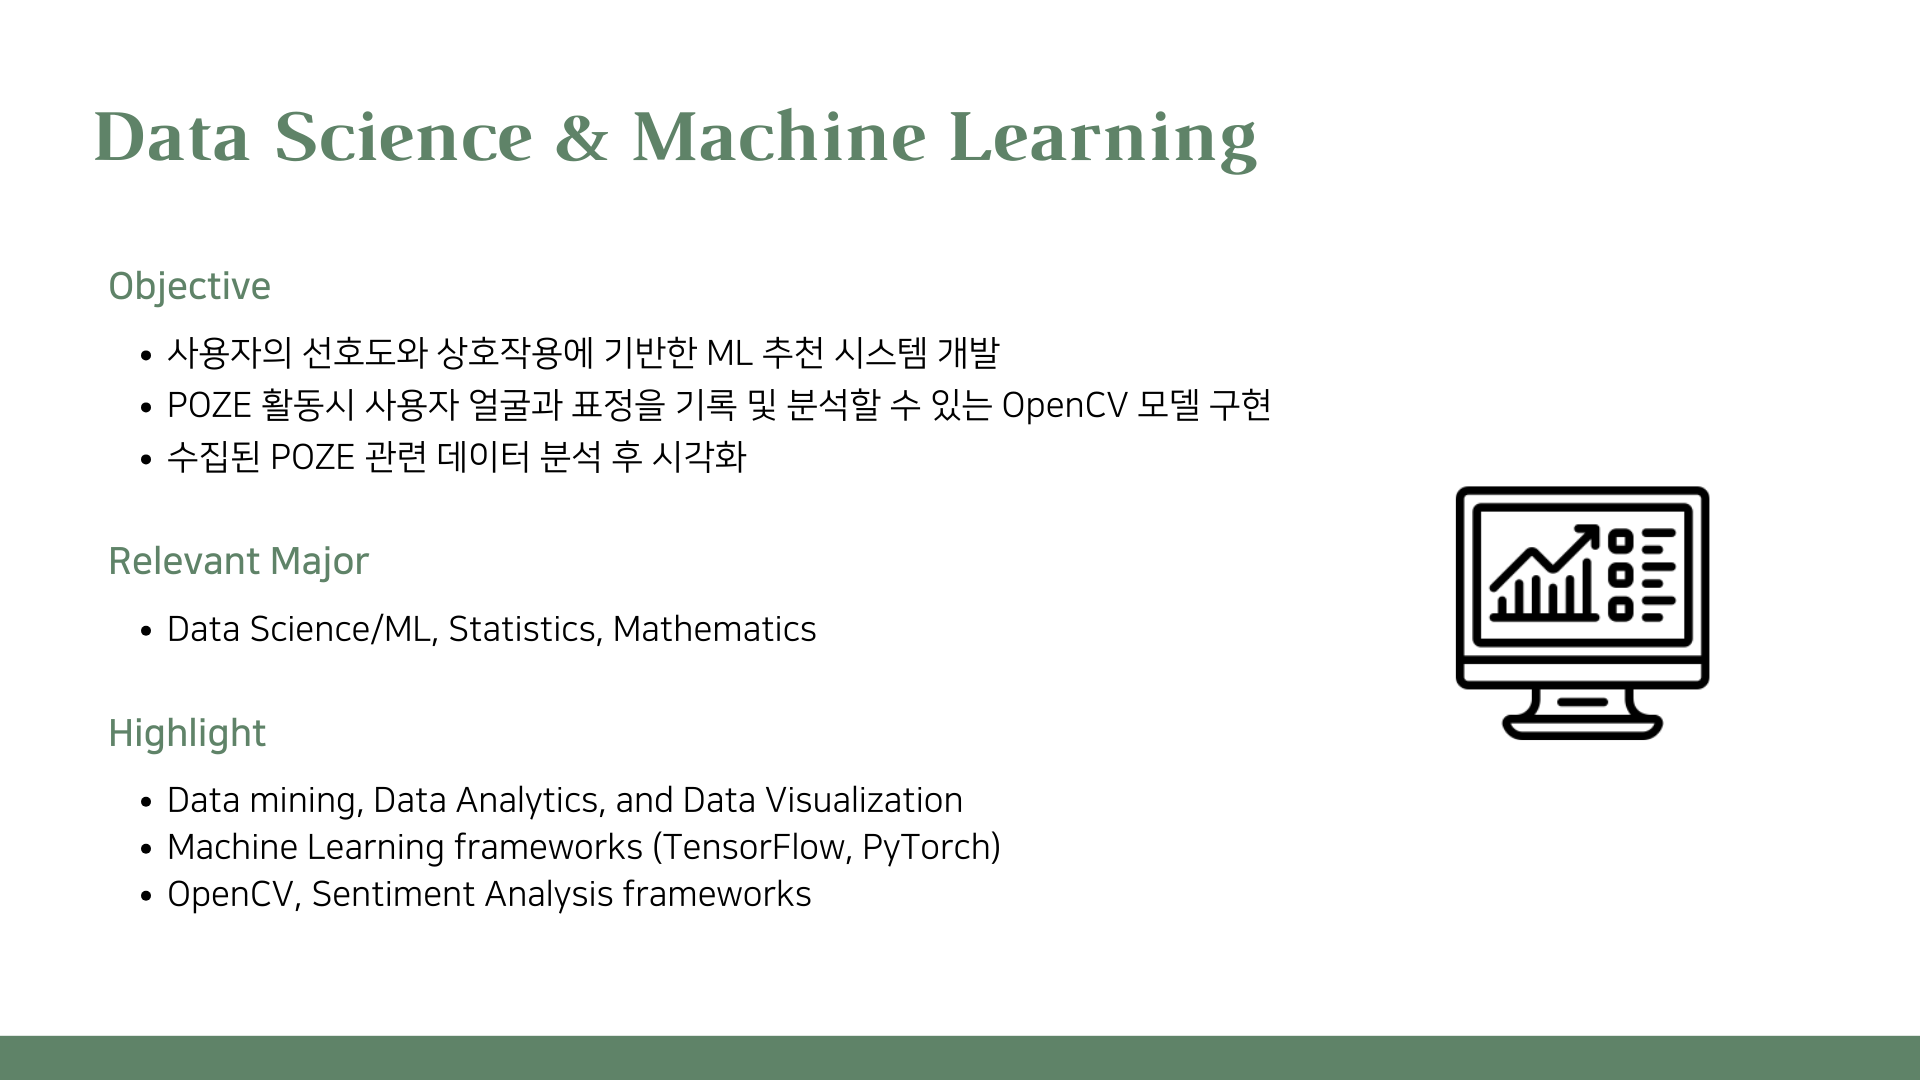 Data Science & Machine Learning
Objective
• 사용자의 선호도와 상호작용에 기반한 ML 추천 시스템 개발
• POZE 활동시 사용자 얼굴과 표정을 기록 및 분석할 수 있는 OpenCV 모델 구현
• 수집된 POZE 관련 데이터 분석 후 시각화
Relevant Major
• Data Science/ML, Statistics, Mathematics
Highlight
• Data mining, Data Analytics, and Data Visualization
• Machine Learning frameworks (TensorFlow, PyTorch)
• OpenCV, Sentiment Analysis frameworks